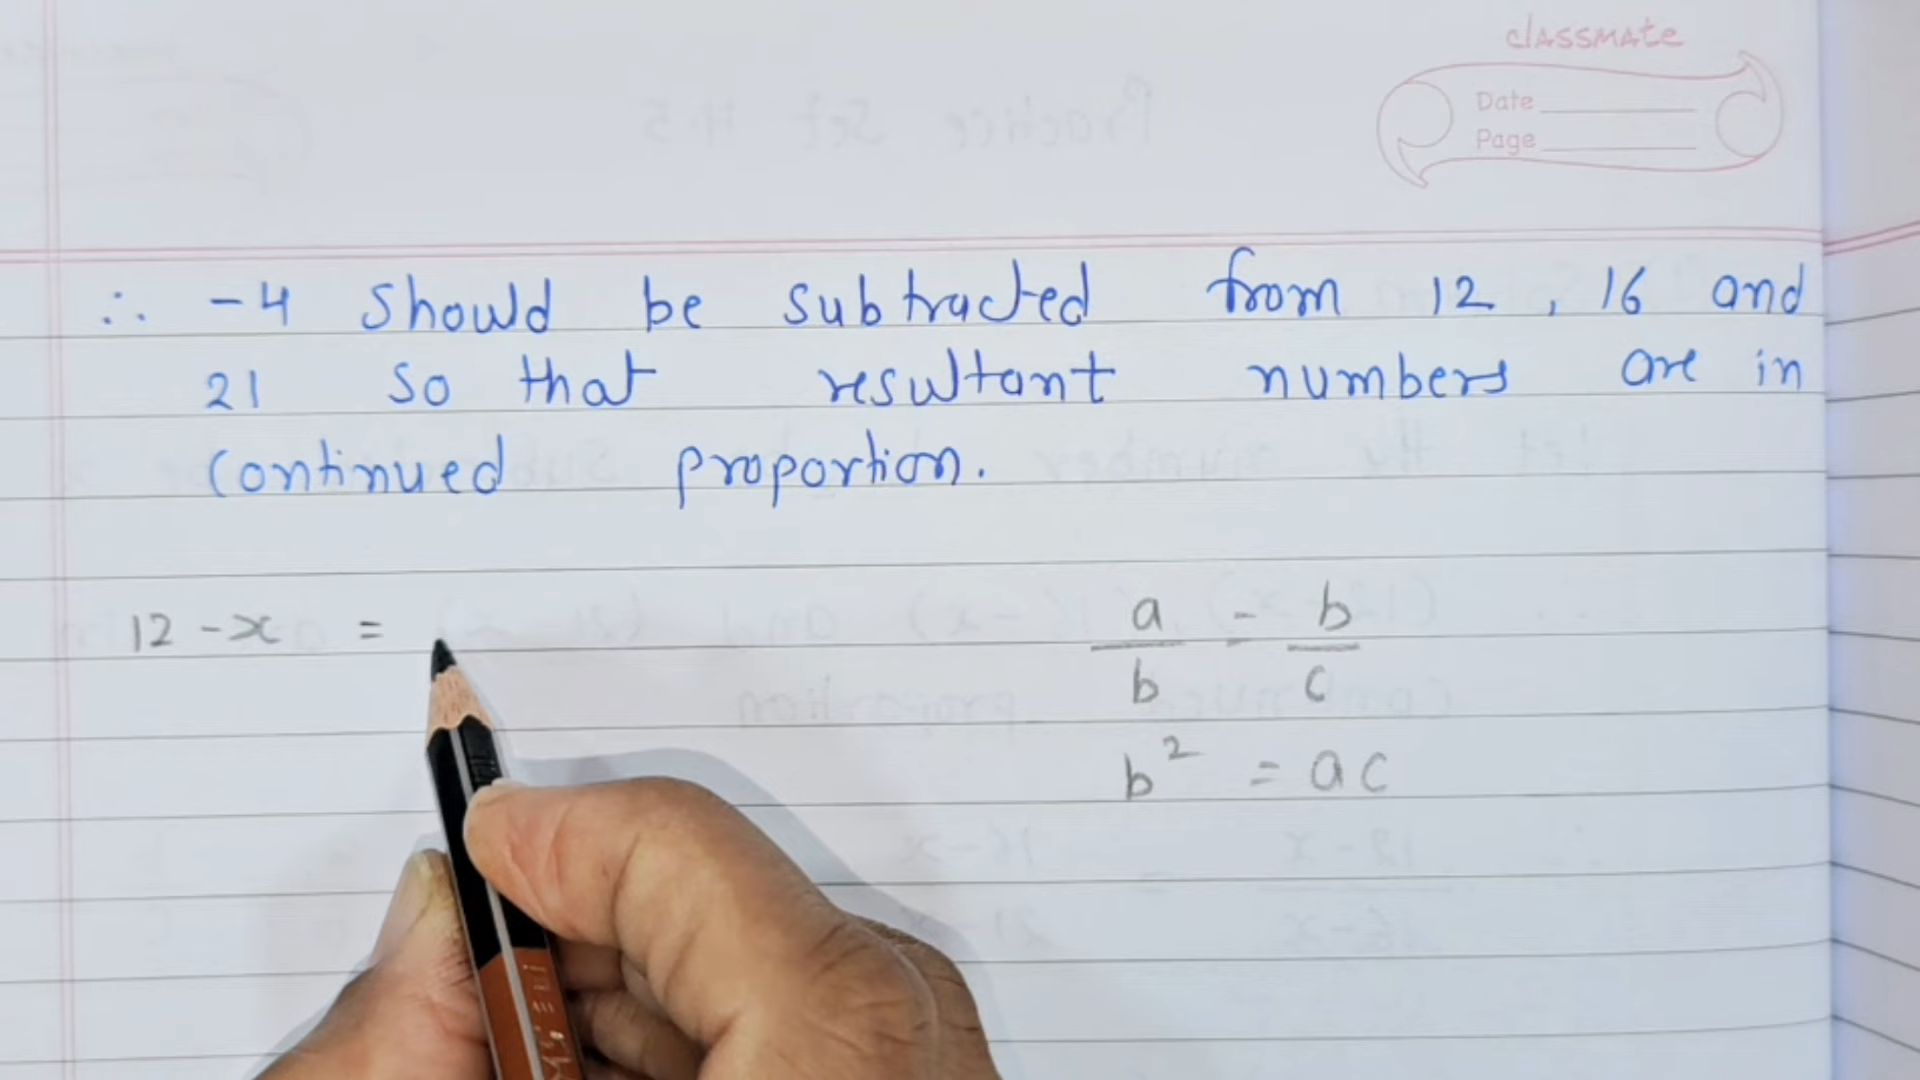 classmate
Date
Page
∴ -4 should be subtracted from 12, 16 and
21 so that resultant numbers are in
continued proportion.
12 - x =
a/b = b/c
b² = ac